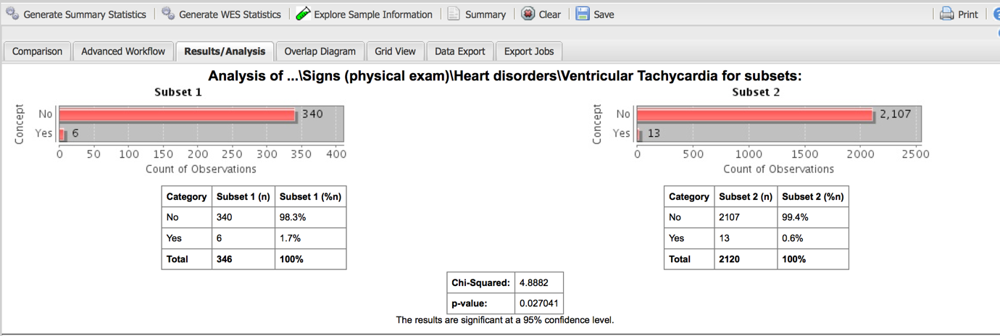 Generate Summary Statistics Generate WES Statistics Explore Sample Information Summary Clear Save Print ?
Comparison Advanced Workflow Results/Analysis Overlap Diagram Grid View Data Export Export Jobs
Analysis of ...\Signs (physical exam)\Heart disorders\Ventricular Tachycardia for subsets:
Subset 1
Concept
No 340
Yes 6
0 50 100 150 200 250 300 350 400
Count of Observations
Category Subset 1 (n) Subset 1 (%n)
No 340 98.3%
Yes 6 1.7%
Total 346 100%
Subset 2
Concept
No 2,107
Yes 13
0 500 1000 1500 2000 2500
Count of Observations
Category Subset 2 (n) Subset 2 (%n)
No 2107 99.4%
Yes 13 0.6%
Total 2120 100%
Chi-Squared: 4.8882
p-value: 0.027041
The results are significant at a 95% confidence level.